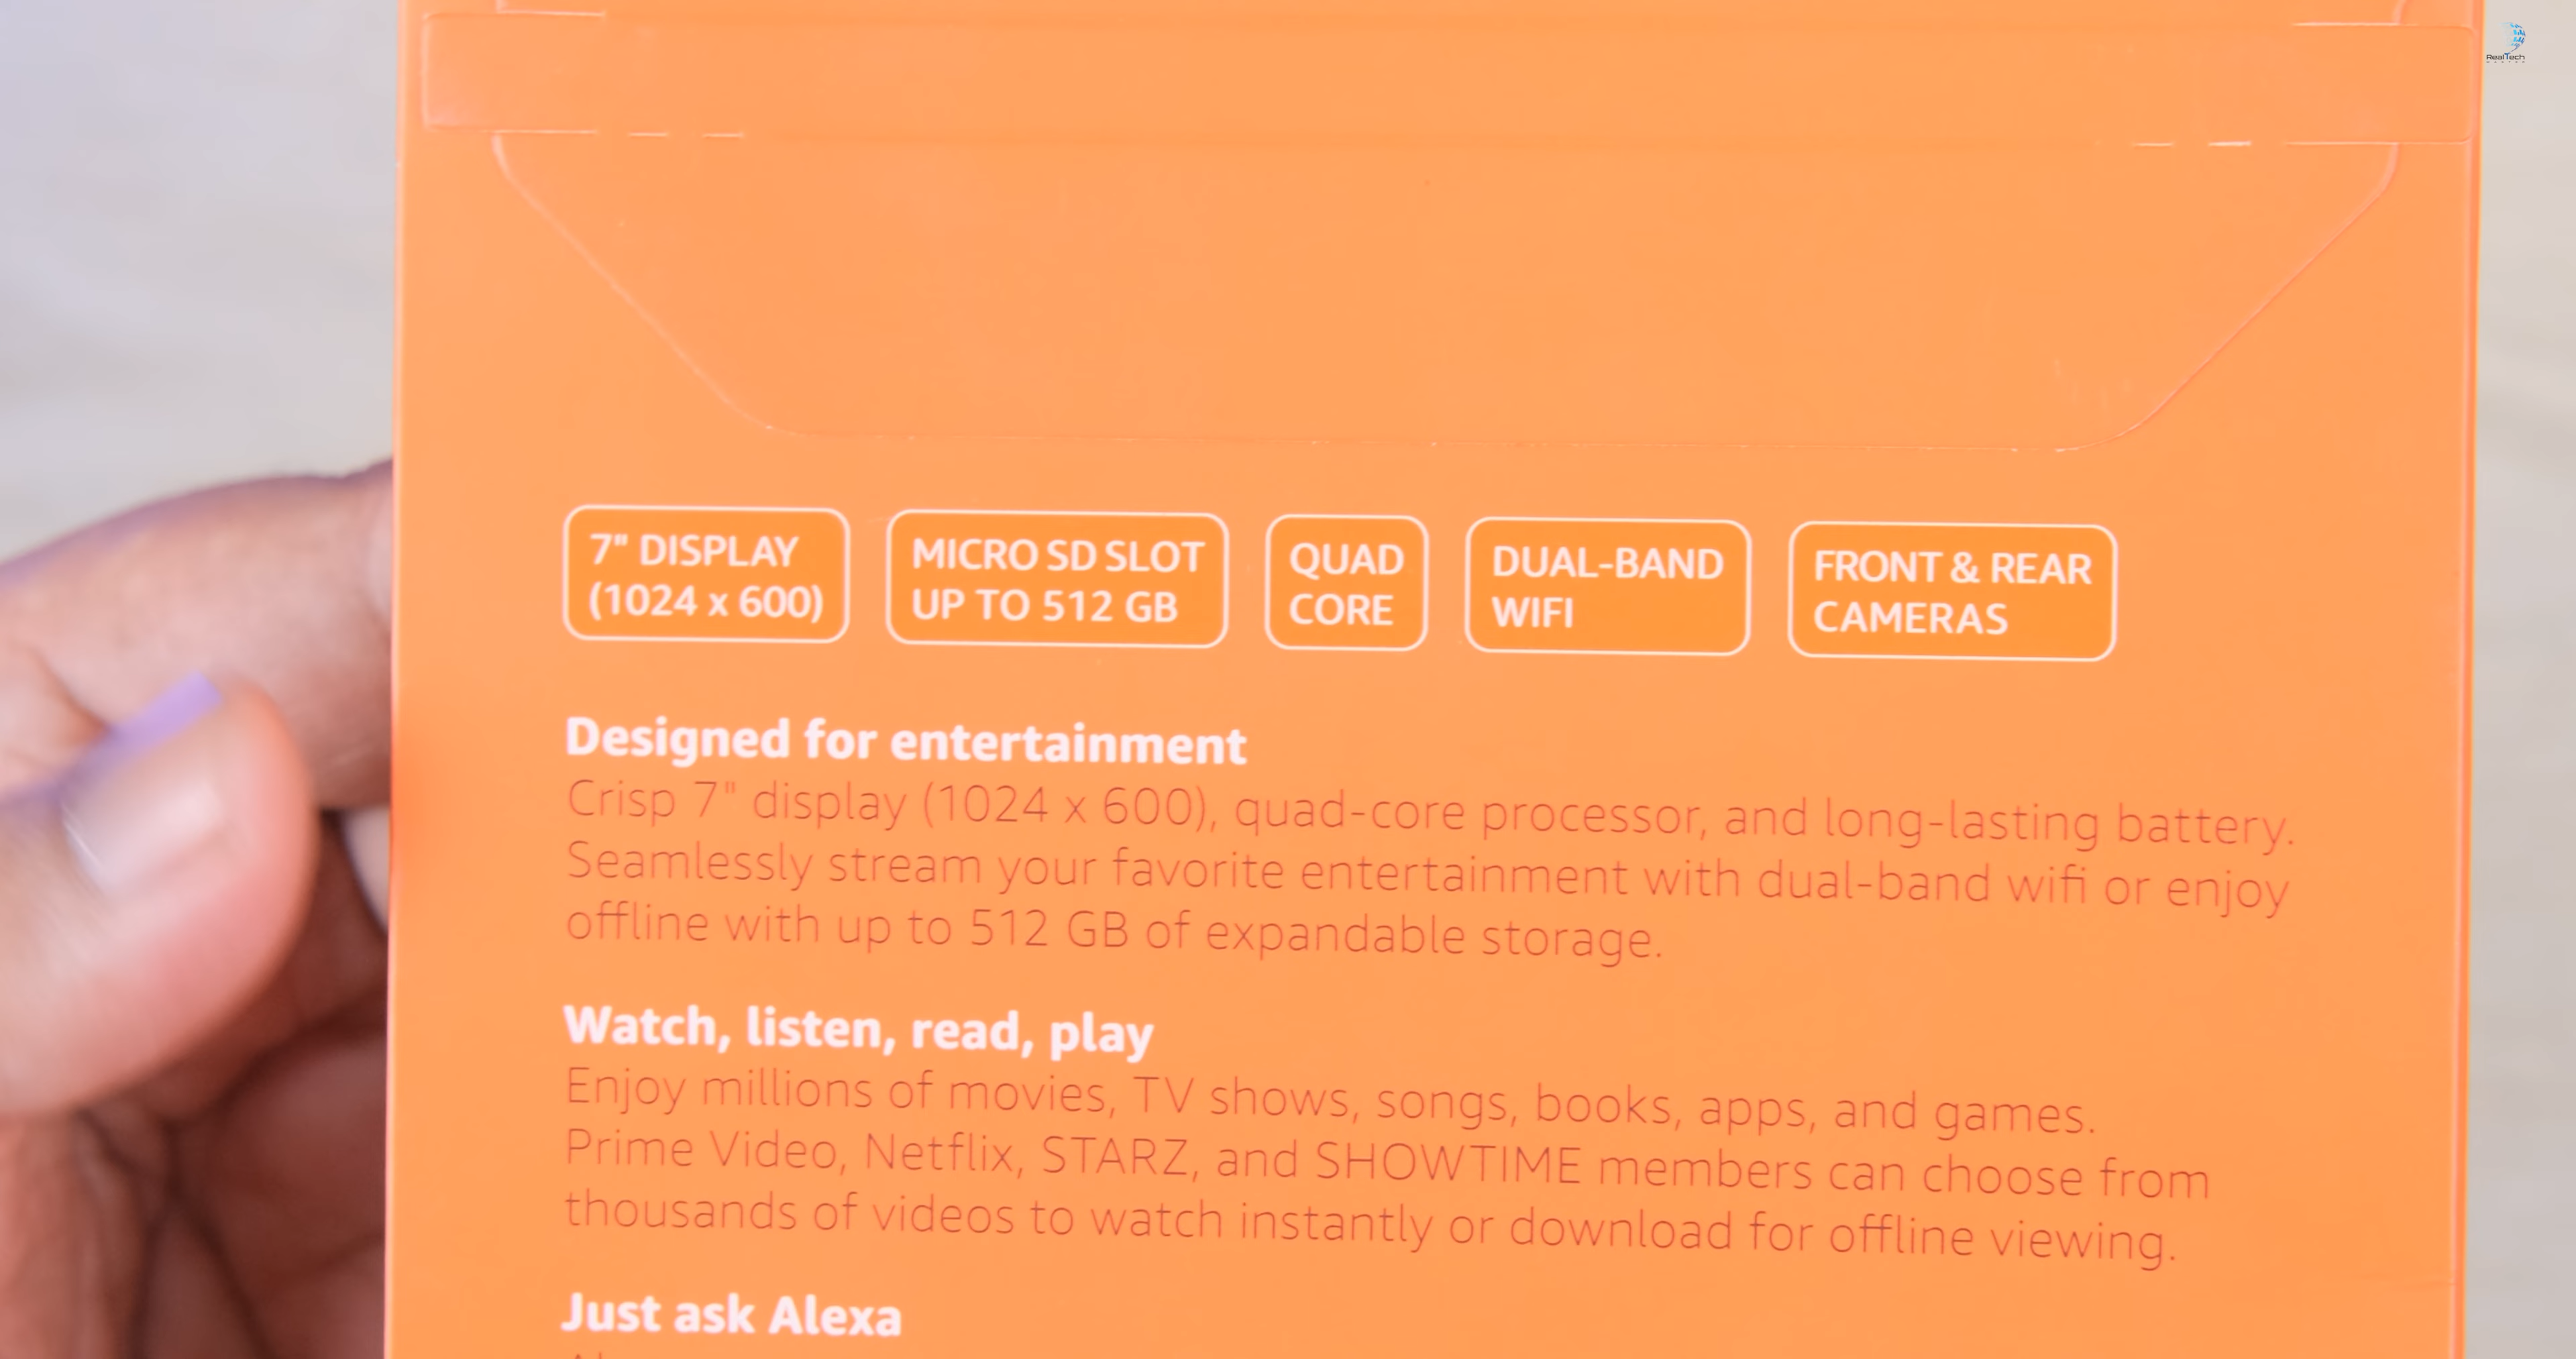 RealTech
7" DISPLAY
(1024 x 600)
MICRO SD SLOT
UP TO 512 GB
QUAD
CORE
DUAL-BAND
WIFI
FRONT & REAR
CAMERAS
Designed for entertainment
Crisp 7" display (1024 x 600), quad-core processor, and long-lasting battery.
Seamlessly stream your favorite entertainment with dual-band wifi or enjoy
offline with up to 512 GB of expandable storage.
Watch, listen, read, play
Enjoy millions of movies, TV shows, songs, books, apps, and games.
Prime Video, Netflix, STARZ, and SHOWTIME members can choose from
thousands of videos to watch instantly or download for offline viewing.
Just ask Alexa